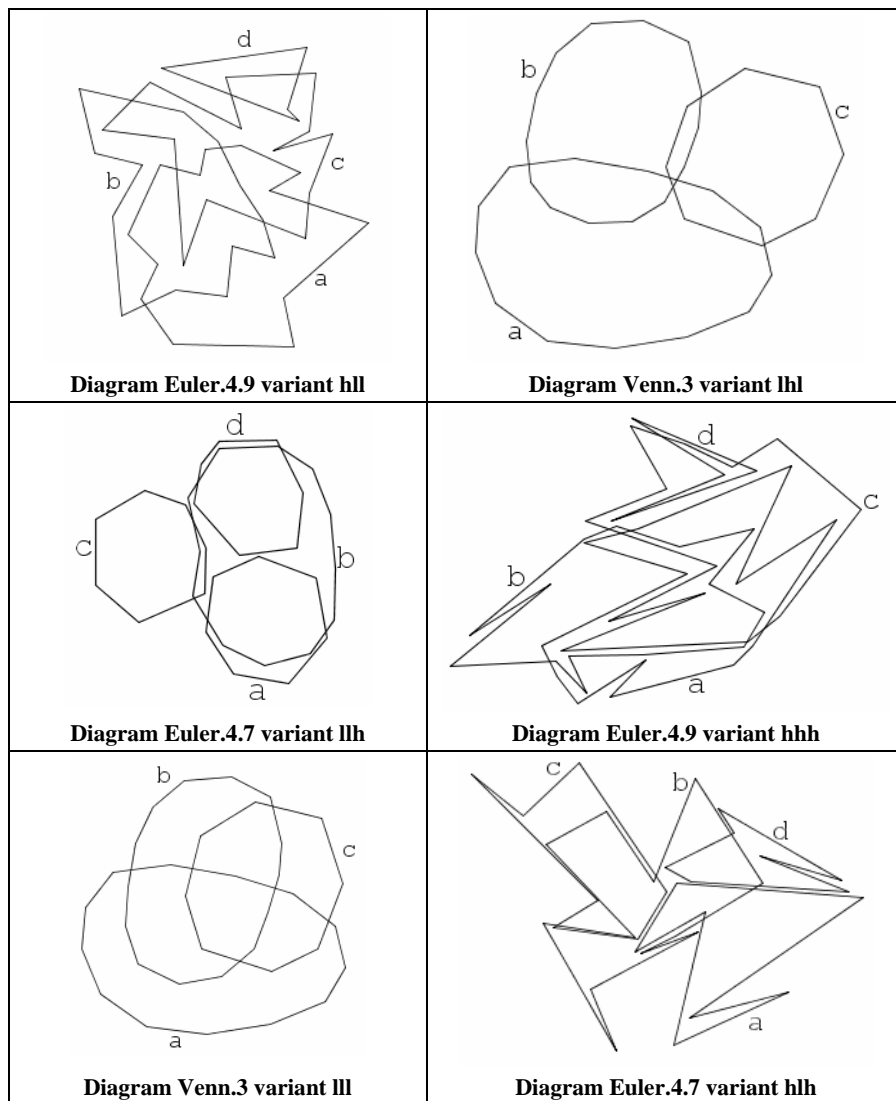 d
b
c
a
Diagram Euler.4.9 variant hll
b
c
a
Diagram Venn.3 variant lhl
d
c
b
a
Diagram Euler.4.7 variant llh
d
c
b
a
Diagram Euler.4.9 variant hhh
b
c
a
Diagram Venn.3 variant lll
c
b
d
a
Diagram Euler.4.7 variant hlh